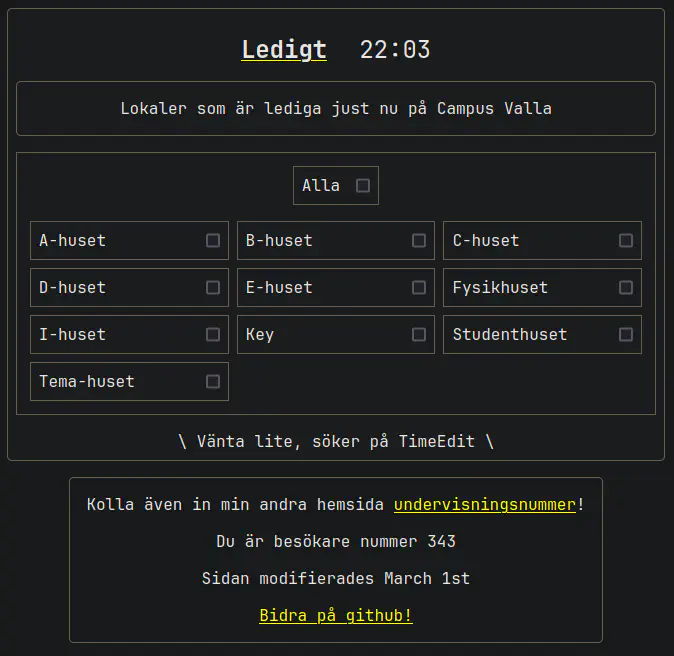 Ledigt 22:03
Lokaler som är lediga just nu på Campus Valla
Alla
A-huset B-huset C-huset
D-huset E-huset Fysikhuset
I-huset Key Studenthuset
Tema-huset
\ Vänta lite, söker på TimeEdit \
Kolla även in min andra hemsida undervisningsnummer!
Du är besökare nummer 343
Sidan modifierades March 1st
Bidra på github!